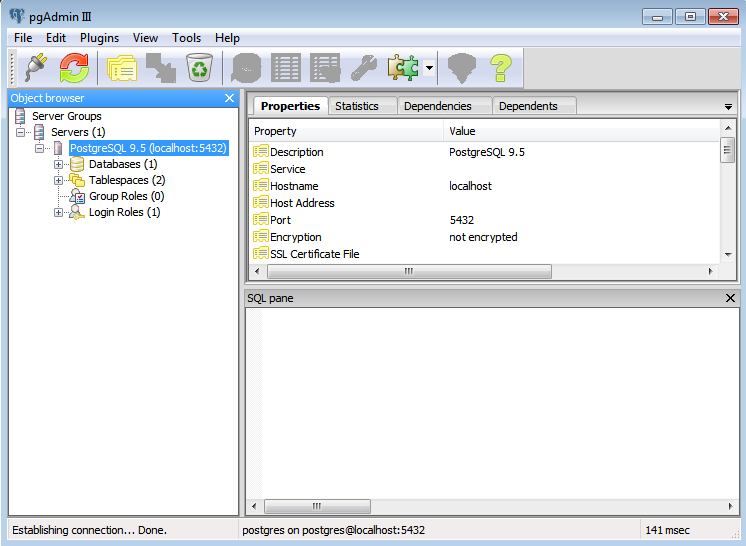 pgAdmin III
File Edit Plugins View Tools Help
Object browser
Server Groups
Servers (1)
PostgreSQL 9.5 (localhost:5432)
Databases (1)
Tablespaces (2)
Group Roles (0)
Login Roles (1)
Properties Statistics Dependencies Dependents
Property Value
Description PostgreSQL 9.5
Service
Hostname localhost
Host Address
Port 5432
Encryption not encrypted
SSL Certificate File
SQL pane
Establishing connection... Done. postgres on postgres@localhost:5432 141 msec